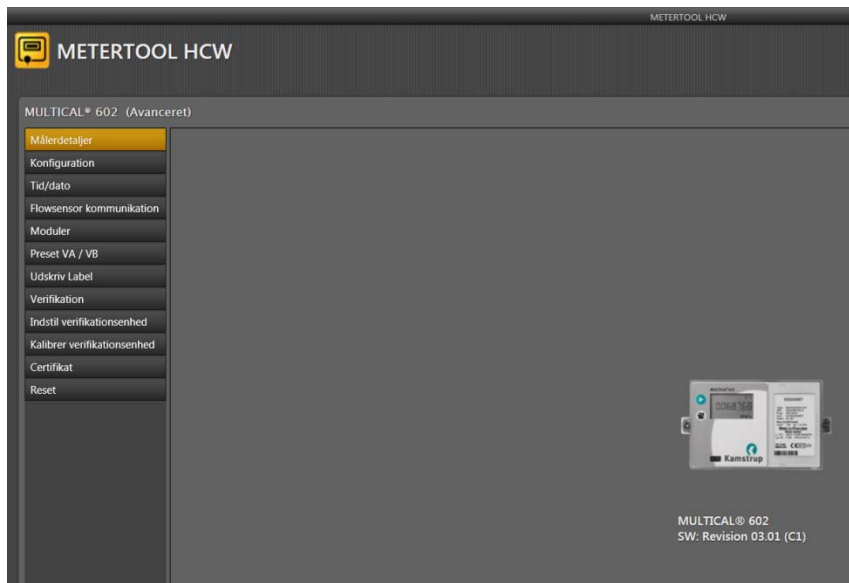 METERTOOL HCW
METERTOOL HCW
MULTICAL® 602 (Avanceret)
Målerdetaljer
Konfiguration
Tid/dato
Flowsensor kommunikation
Moduler
Preset VA / VB
Udskriv Label
Verifikation
Indstil verifikationsenhed
Kalibrer verifikationsenhed
Certifikat
Reset
0068768
Kamstrup
MULTICAL® 602
SW: Revision 03.01 (C1)